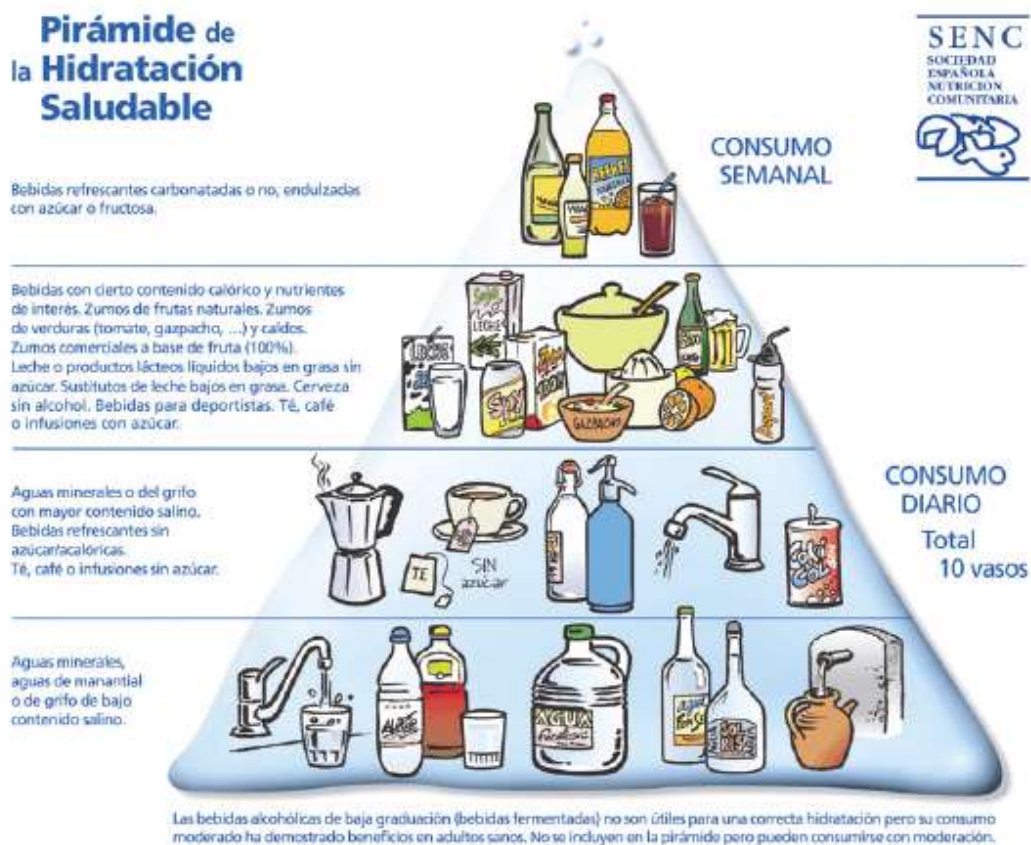 Pirámide de
la Hidratación
Saludable
SENC
SOCIEDAD
ESPAÑOLA
NUTRICION
COMUNITARIA
CONSUMO
SEMANAL
Bebidas refrescantes carbonatadas o no, endulzadas
con azúcar o fructosa.
Bebidas con cierto contenido calórico y nutrientes
de interés. Zumos de frutas naturales. Zumos
de verduras (tomate, gazpacho, ...) y caldos.
Zumos comerciales a base de fruta (100%).
Leche o productos lácteos líquidos bajos en grasa sin
azúcar. Sustitutos de leche bajos en grasa. Cerveza
sin alcohol. Bebidas para deportistas. Té, café
o infusiones con azúcar.
LECHE
LECHE
GAZPACHO
CONSUMO
DIARIO
Total
10 vasos
Aguas minerales o del grifo
con mayor contenido salino.
Bebidas refrescantes sin
azúcar/acalóricas.
Té, café o infusiones sin azúcar.
TE
SIN
azúcar
Aguas minerales,
aguas de manantial
o de grifo de bajo
contenido salino.
AGUA
agua
Las bebidas alcohólicas de baja graduación (bebidas fermentadas) no son útiles para una correcta hidratación pero su consumo
moderado ha demostrado beneficios en adultos sanos. No se incluyen en la pirámide pero pueden consumirse con moderación.